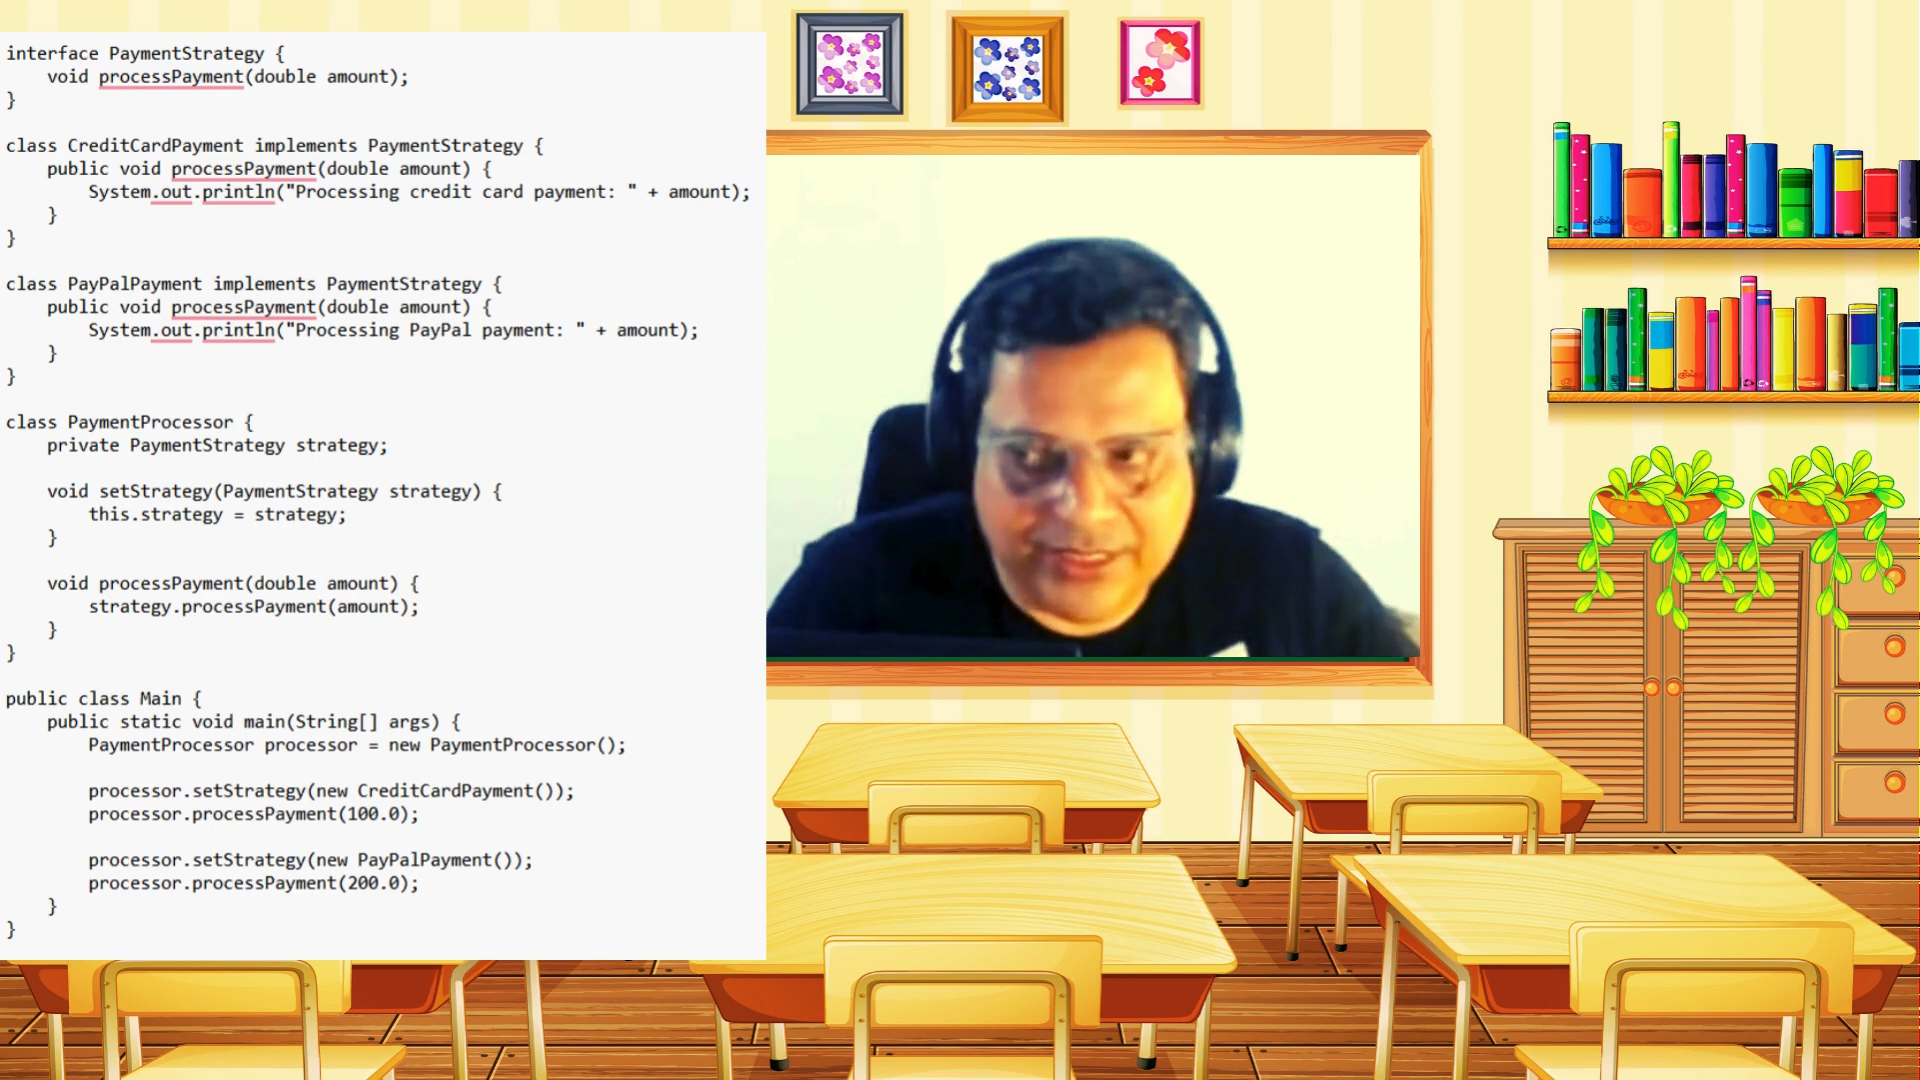 interface PaymentStrategy {
    void processPayment(double amount);
}
class CreditCardPayment implements PaymentStrategy {
    public void processPayment(double amount) {
        System.out.println("Processing credit card payment: " + amount);
    }
}
class PayPalPayment implements PaymentStrategy {
    public void processPayment(double amount) {
        System.out.println("Processing PayPal payment: " + amount);
    }
}
class PaymentProcessor {
    private PaymentStrategy strategy;
    void setStrategy(PaymentStrategy strategy) {
        this.strategy = strategy;
    }
    void processPayment(double amount) {
        strategy.processPayment(amount);
    }
}
public class Main {
    public static void main(String[] args) {
        PaymentProcessor processor = new PaymentProcessor();
        processor.setStrategy(new CreditCardPayment());
        processor.processPayment(100.0);
        processor.setStrategy(new PayPalPayment());
        processor.processPayment(200.0);
    }
}